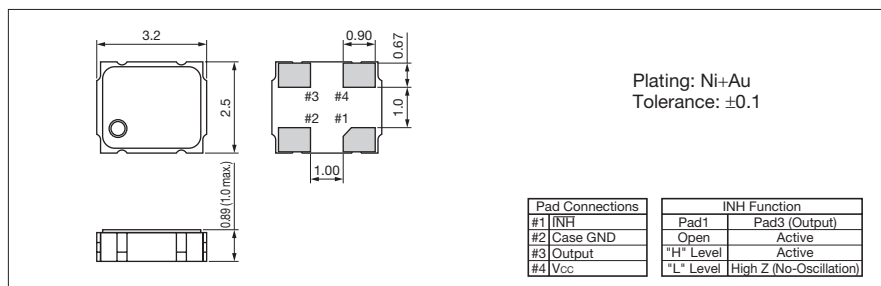 3.2
2.5
0.89 (1.0 max.)
0.90
0.67
1.0
1.00
#3 #4
#2 #1
Plating: Ni+Au
Tolerance: ±0.1
Pad Connections
#1 I̅N̅H̅
#2 Case GND
#3 Output
#4 Vcc
INH Function
Pad1 Pad3 (Output)
Open Active
"H" Level Active
"L" Level High Z (No-Oscillation)